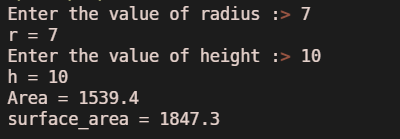 Enter the value of radius :> 7
r = 7
Enter the value of height :> 10
h = 10
Area = 1539.4
surface_area = 1847.3